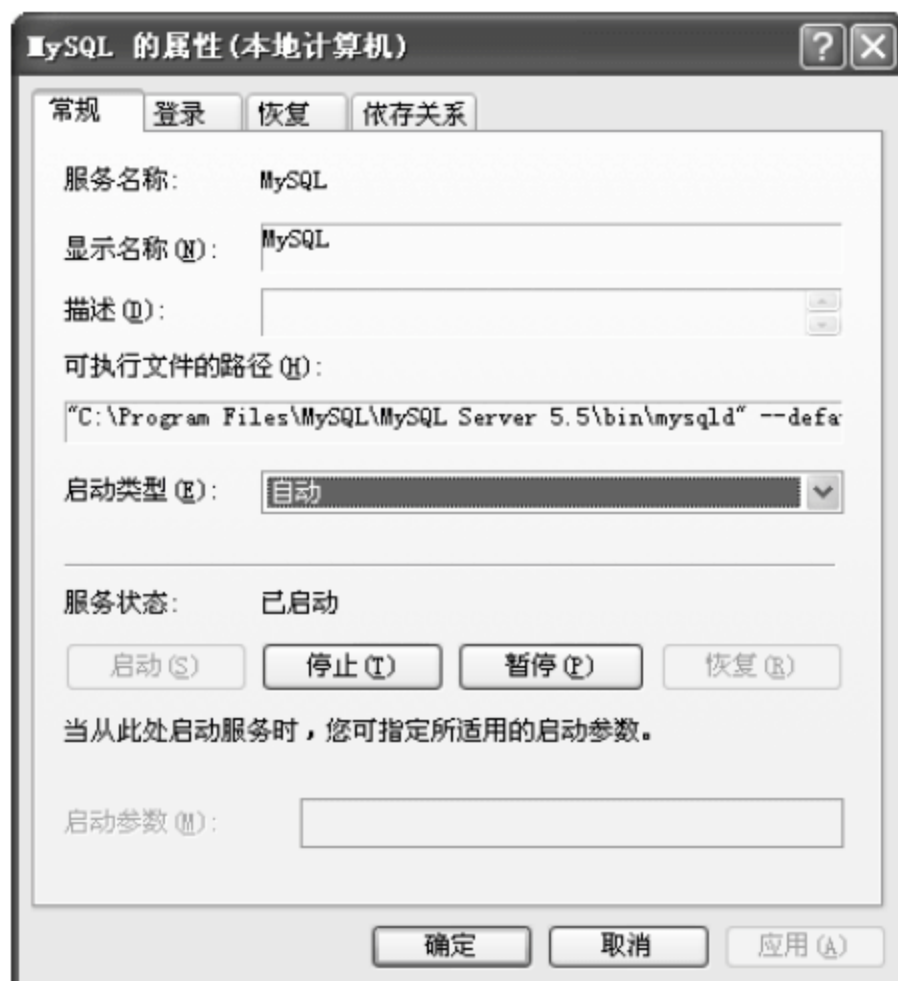 MySQL 的属性(本地计算机)
常规 登录 恢复 依存关系
服务名称: MySQL
显示名称(N): MySQL
描述(D):
可执行文件的路径(H):
"C:\Program Files\MySQL\MySQL Server 5.5\bin\mysqld" --defa
启动类型(E): 自动
服务状态: 已启动
启动(S) 停止(T) 暂停(P) 恢复(R)
当从此处启动服务时，您可指定所适用的启动参数。
启动参数(M):
确定 取消 应用(A)